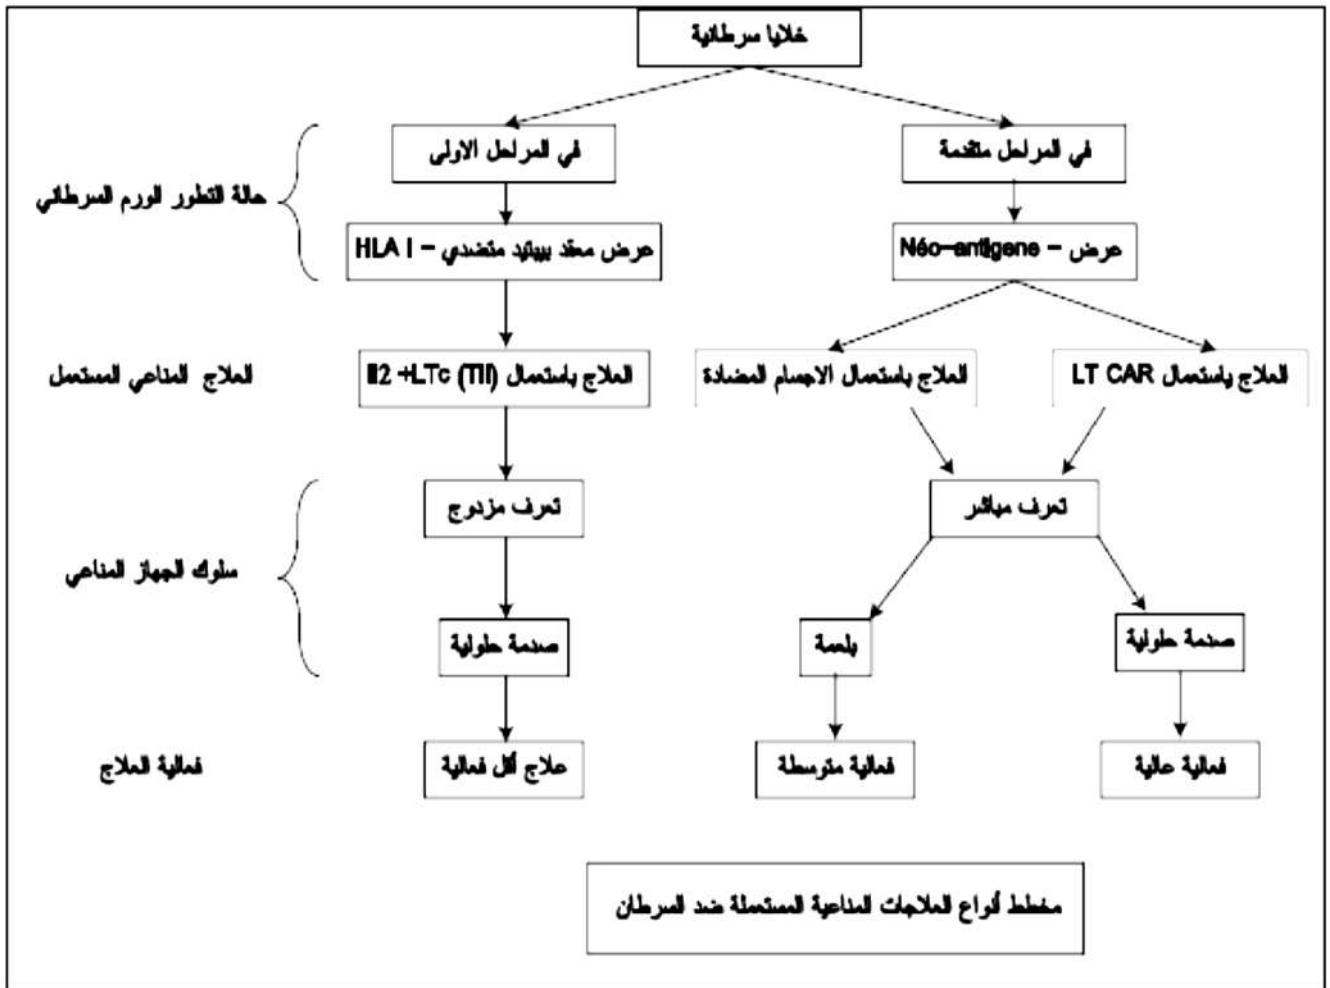 خلايا سرطانية
في المراحل الاولى
في المراحل متقدمة
حالة التطور الورم السرطاني
عرض معقد بيبتيد متضدي – HLA I
عرض – Néo-antigene
العلاج المناعي المستعمل
العلاج باستعمال Il2 +LTc (Til)
العلاج باستعمال الاجسام المضادة
العلاج باستعمال LT CAR
تعرف مزدوج
تعرف مباشر
سلوك الجهاز المناعي
صدمة حلولية
بلعمة
صدمة حلولية
فعالية العلاج
علاج أقل فعالية
فعالية متوسطة
فعالية عالية
مخطط أنواع العلاجات المناعية المستعملة ضد السرطان